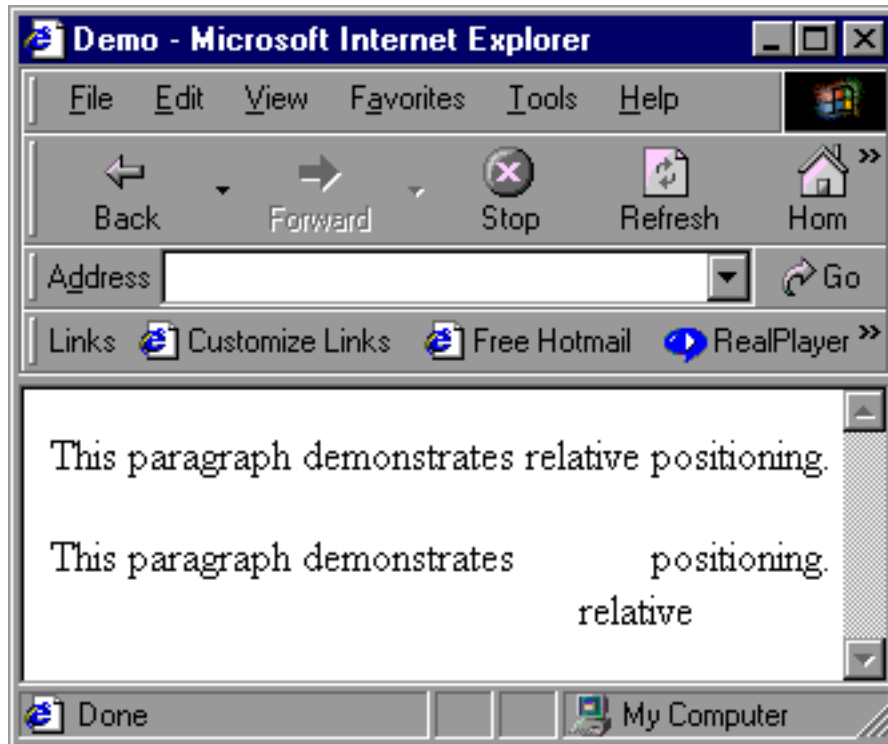 Demo - Microsoft Internet Explorer
File Edit View Favorites Tools Help
Back Forward Stop Refresh Hom »
Address Go
Links Customize Links Free Hotmail RealPlayer »
This paragraph demonstrates relative positioning.
This paragraph demonstrates positioning.
relative
Done My Computer